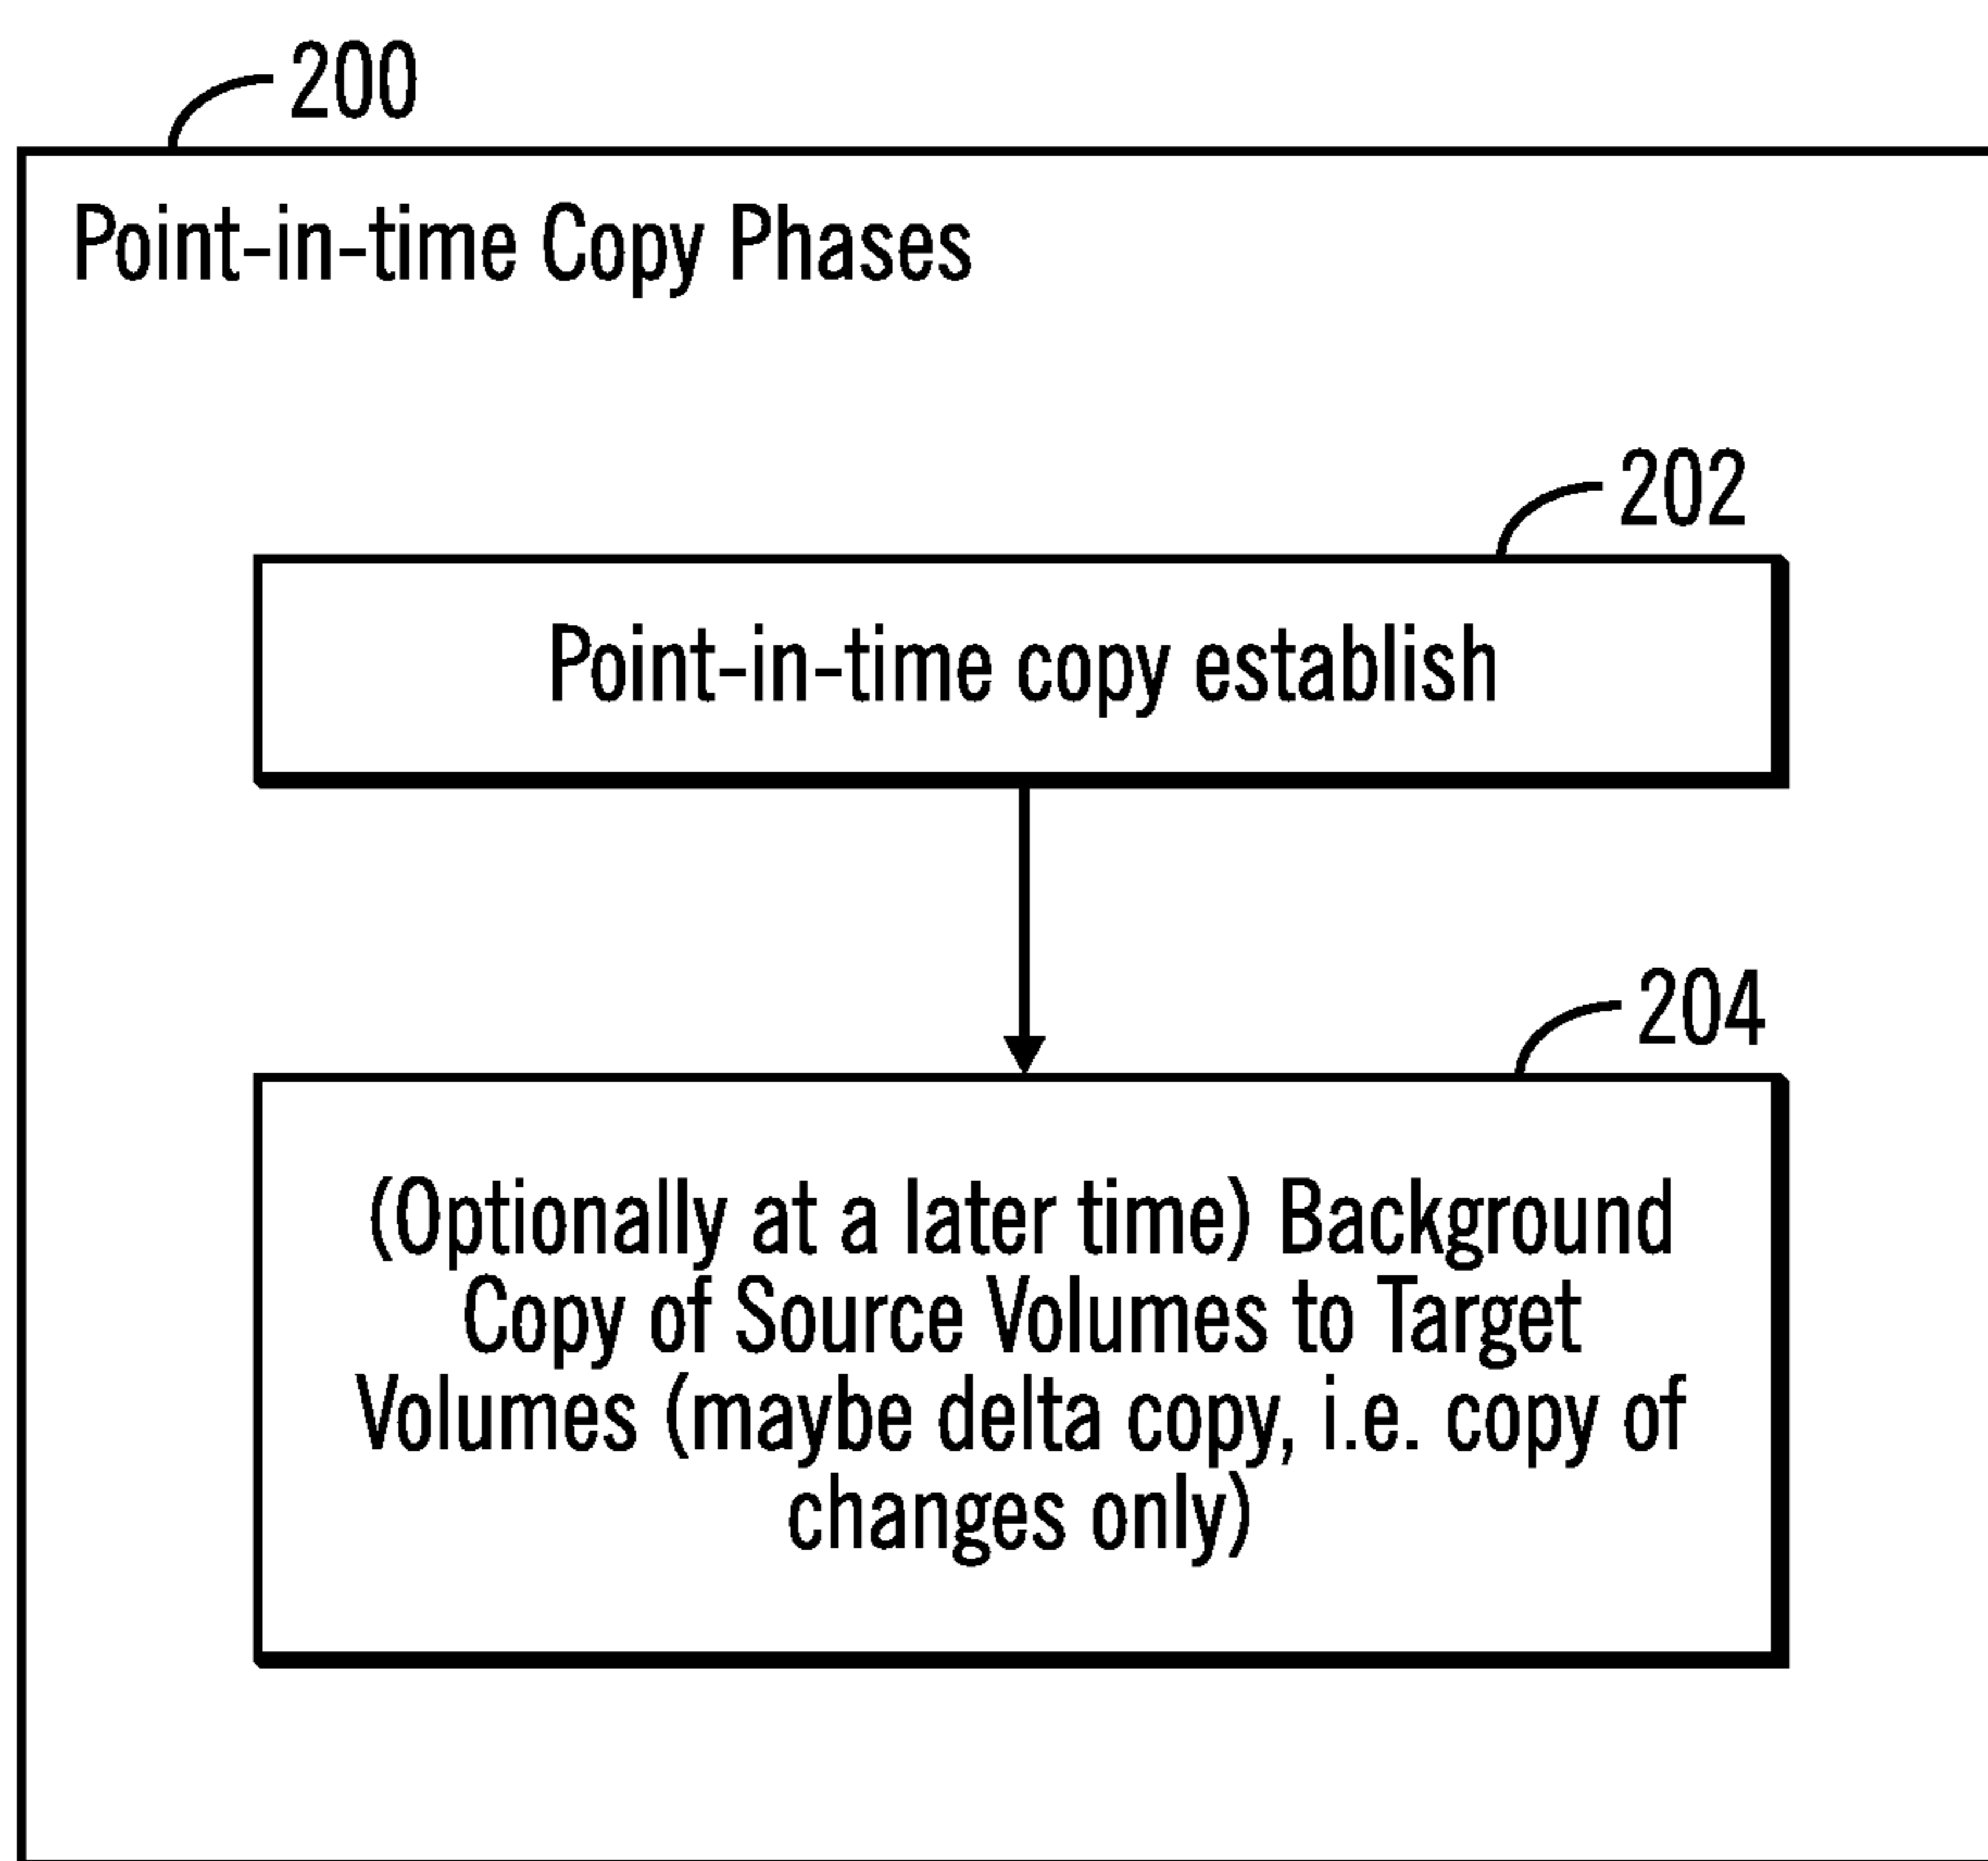 200
Point-in-time Copy Phases
202
Point-in-time copy establish
204
(Optionally at a later time) Background
Copy of Source Volumes to Target
Volumes (maybe delta copy, i.e. copy of
changes only)